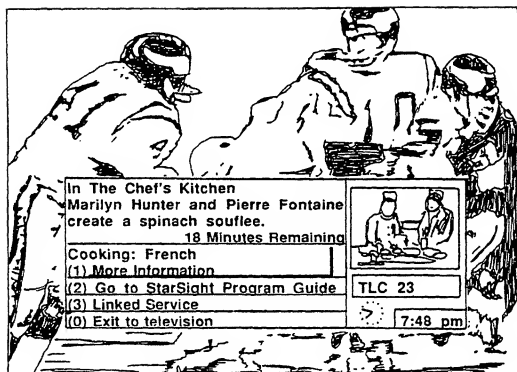 In The Chef's Kitchen
Marilyn Hunter and Pierre Fontaine
create a spinach souflee.
18 Minutes Remaining
Cooking: French
(1) More Information
(2) Go to StarSight Program Guide
(3) Linked Service
(0) Exit to television
TLC 23
7:48 pm